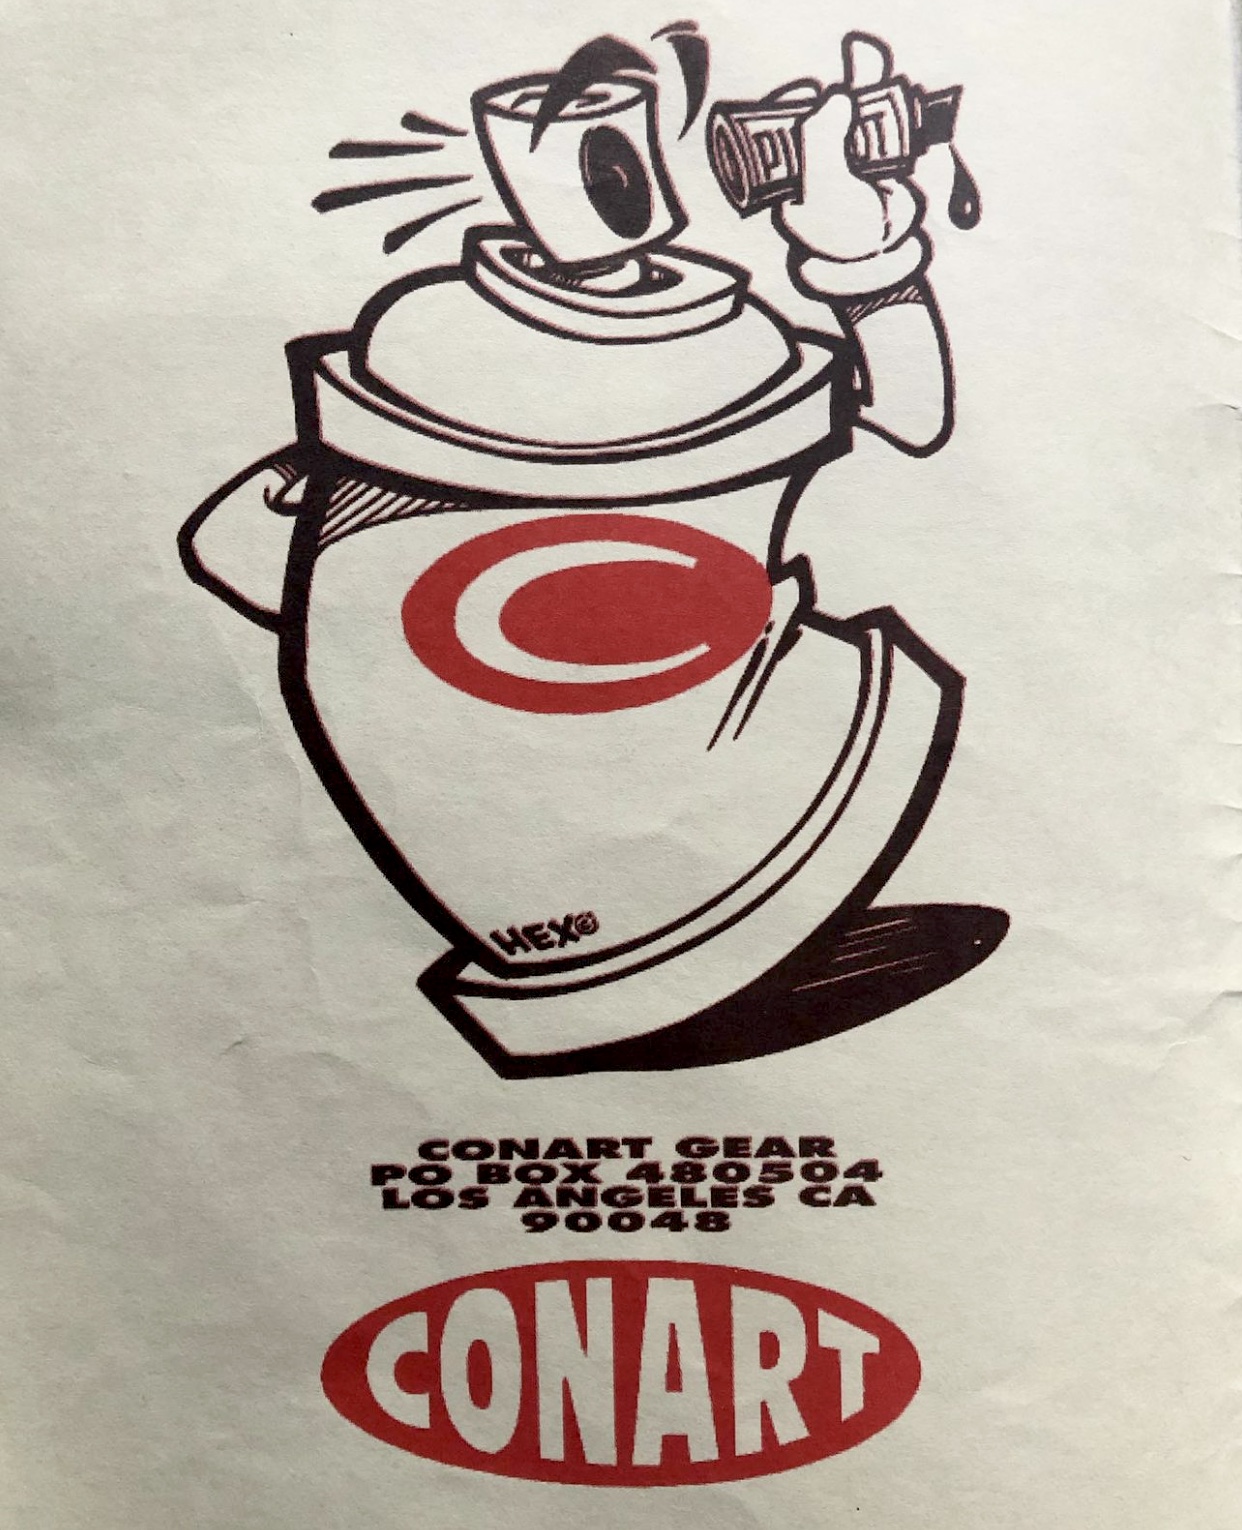 C
HEX©
CONART GEAR
PO BOX 480504
LOS ANGELES CA
90048
CONART